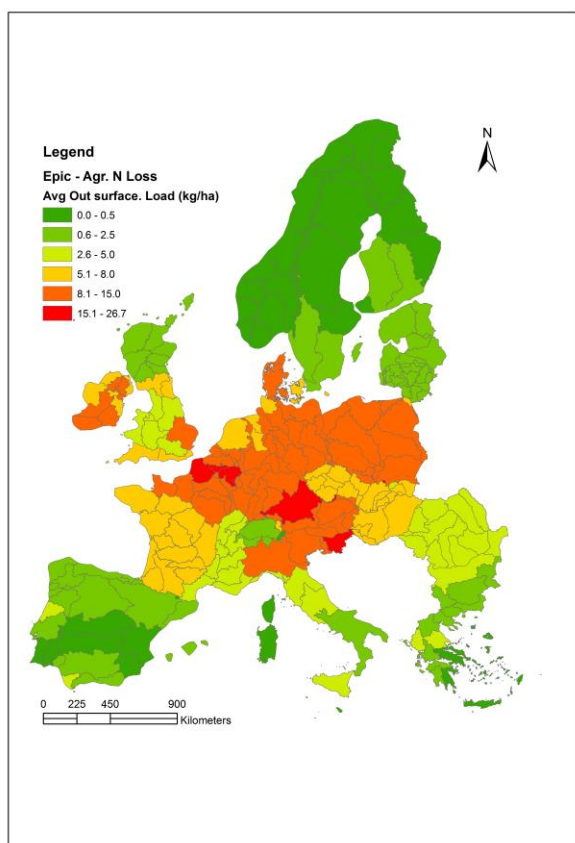 N
Legend
Epic - Agr. N Loss
Avg Out surface. Load (kg/ha)
0.0 - 0.5
0.6 - 2.5
2.6 - 5.0
5.1 - 8.0
8.1 - 15.0
15.1 - 26.7
0 225 450 900
Kilometers